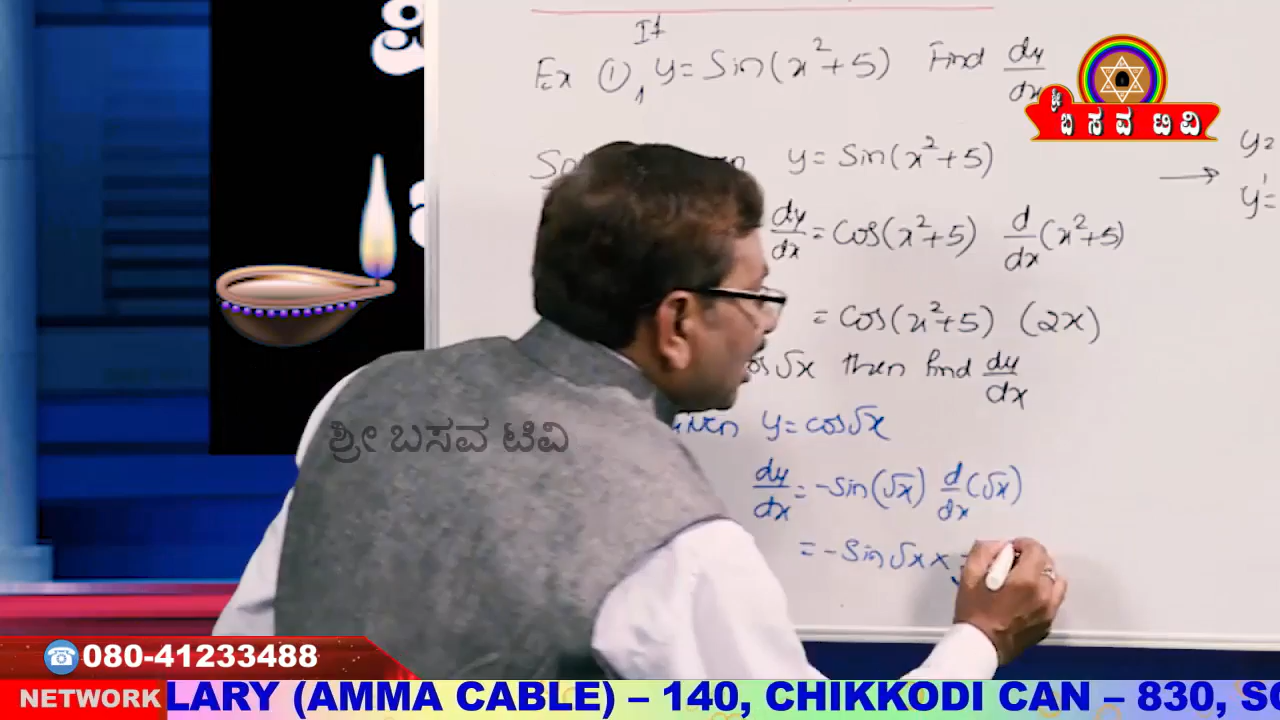 If
Ex ①, y = Sin(x²+5) Find dy/dx
y = Sin(x²+5)
→ y=
y'=
dy/dx = Cos(x²+5) d/dx (x²+5)
= Cos(x²+5) (2x)
√x then find dy/dx
y = cos√x
dy/dx = -Sin(√x) d/dx (√x)
= -Sin√x x
ಶ್ರೀ ಬಸವ ಟಿವಿ
ಬಸವ ಟಿವಿ
080-41233488
NETWORK LARY (AMMA CABLE) – 140, CHIKKODI CAN – 830,